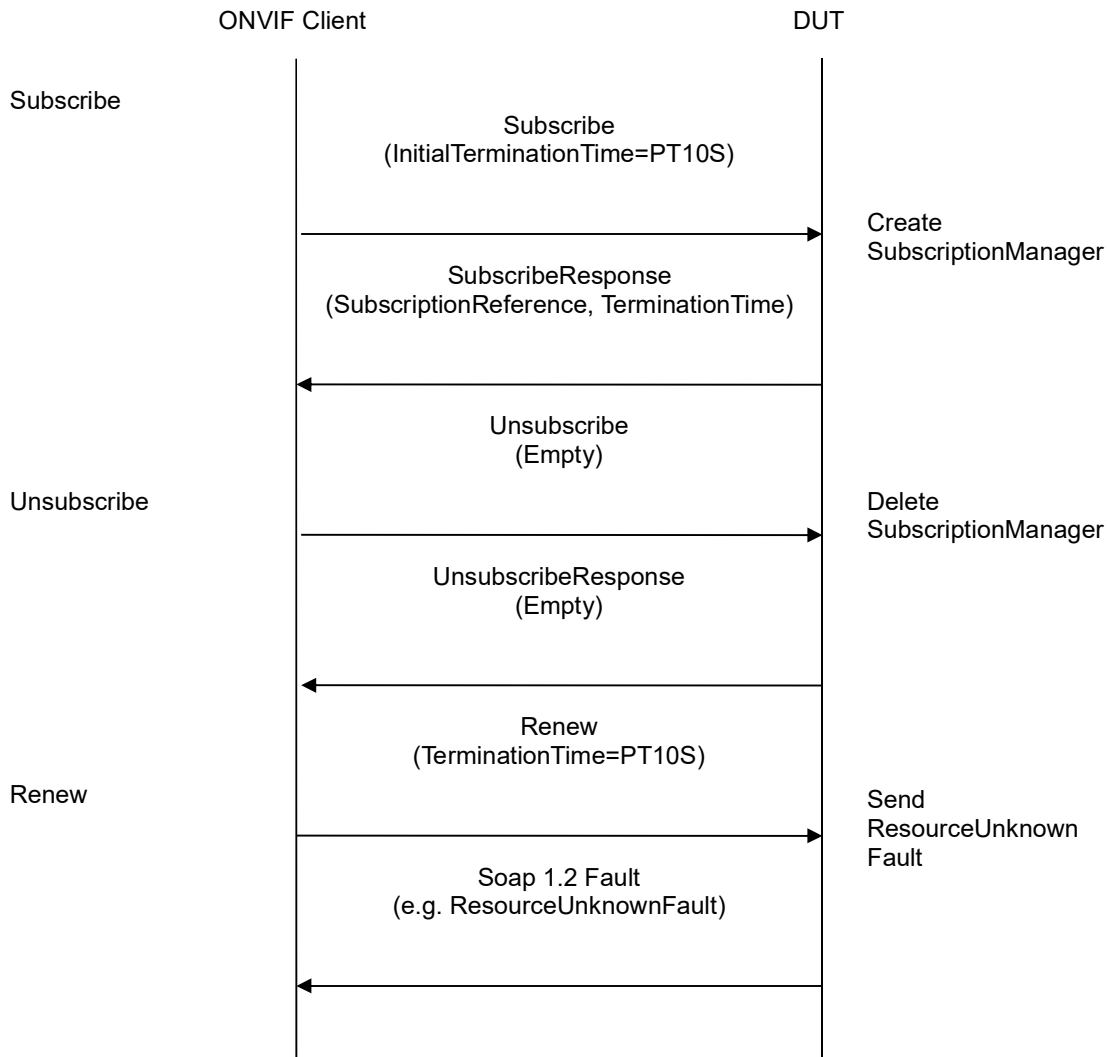 ONVIF Client
DUT
Subscribe
Subscribe
(InitialTerminationTime=PT10S)
Create
SubscriptionManager
SubscribeResponse
(SubscriptionReference, TerminationTime)
Unsubscribe
(Empty)
Unsubscribe
Delete
SubscriptionManager
UnsubscribeResponse
(Empty)
Renew
(TerminationTime=PT10S)
Renew
Send
ResourceUnknown
Fault
Soap 1.2 Fault
(e.g. ResourceUnknownFault)